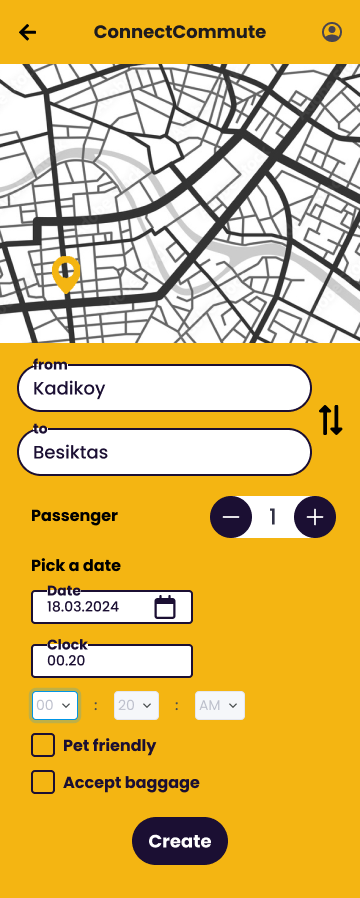 ConnectCommute
from
Kadikoy
to
Besiktas
Passenger
1
Pick a date
Date
18.03.2024
Clock
00.20
00 : 20 : AM
Pet friendly
Accept baggage
Create